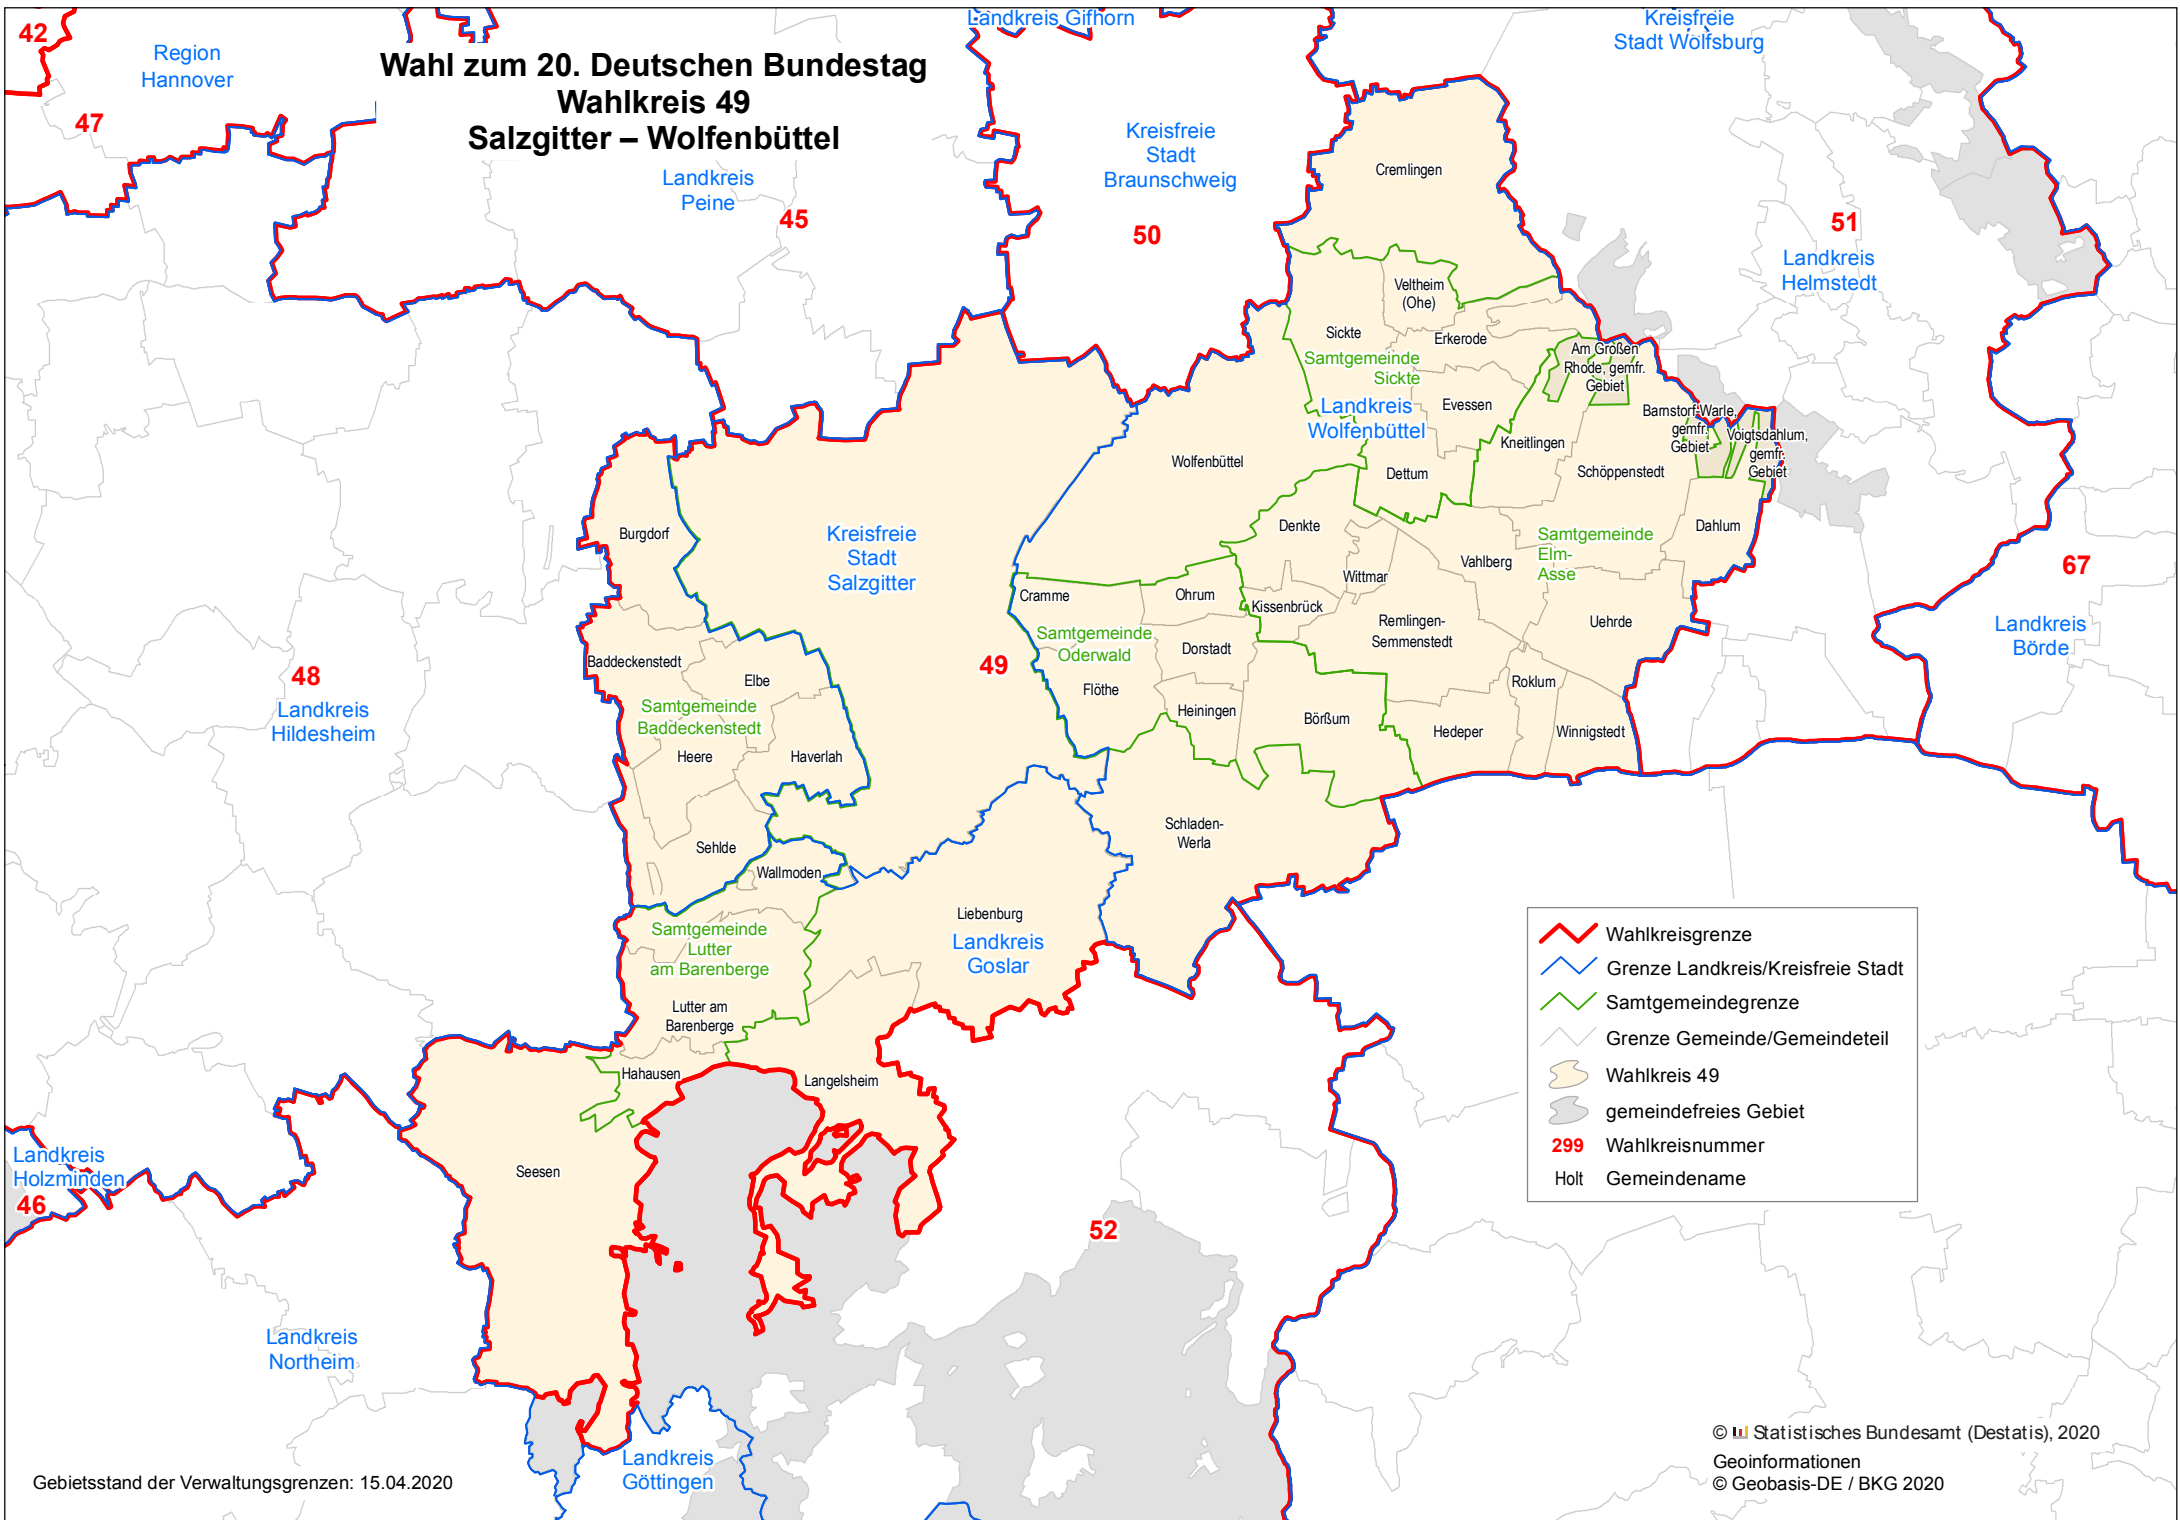 Wahl zum 20. Deutschen Bundestag
Wahlkreis 49
Salzgitter – Wolfenbüttel
42
Region
Hannover
47
Landkreis Gifhorn
Kreisfreie
Stadt Wolfsburg
Landkreis
Peine
45
Kreisfreie
Stadt
Braunschweig
50
51
Landkreis
Helmstedt
Cremlingen
Veltheim
(Ohe)
Sickte
Erkerode
Samtgemeinde
Sickte
Am Großen
Rhode, gemfr.
Gebiet
Evessen
Landkreis
Wolfenbüttel
Barnstorf-Warle,
gemfr.
Gebiet
Voigtsdahlum,
gemfr.
Gebiet
Kneitlingen
Wolfenbüttel
Dettum
Schöppenstedt
Burgdorf
Kreisfreie
Stadt
Salzgitter
Denkte
Dahlum
Samtgemeinde
Elm-
Asse
Vahlberg
Wittmar
67
Cramme
Ohrum
Kissenbrück
Remlingen-
Semmenstedt
Uehrde
Landkreis
Börde
Samtgemeinde
Oderwald
Dorstadt
49
Baddeckenstedt
Elbe
48
Landkreis
Hildesheim
Flöthe
Roklum
Samtgemeinde
Baddeckenstedt
Heiningen
Börßum
Hedeper
Winnigstedt
Heere
Haverlah
Schladen-
Werla
Sehlde
Wallmoden
Liebenburg
Landkreis
Goslar
Samtgemeinde
Lutter
am Barenberge
Lutter am
Barenberge
Hahausen
Langelsheim
Seesen
Landkreis
Holzminden
46
52
Landkreis
Northeim
Landkreis
Göttingen
Wahlkreisgrenze
Grenze Landkreis/Kreisfreie Stadt
Samtgemeindegrenze
Grenze Gemeinde/Gemeindeteil
Wahlkreis 49
gemeindefreies Gebiet
299 Wahlkreisnummer
Holt Gemeindename
Gebietsstand der Verwaltungsgrenzen: 15.04.2020
© Statistisches Bundesamt (Destatis), 2020
Geoinformationen
© Geobasis-DE / BKG 2020